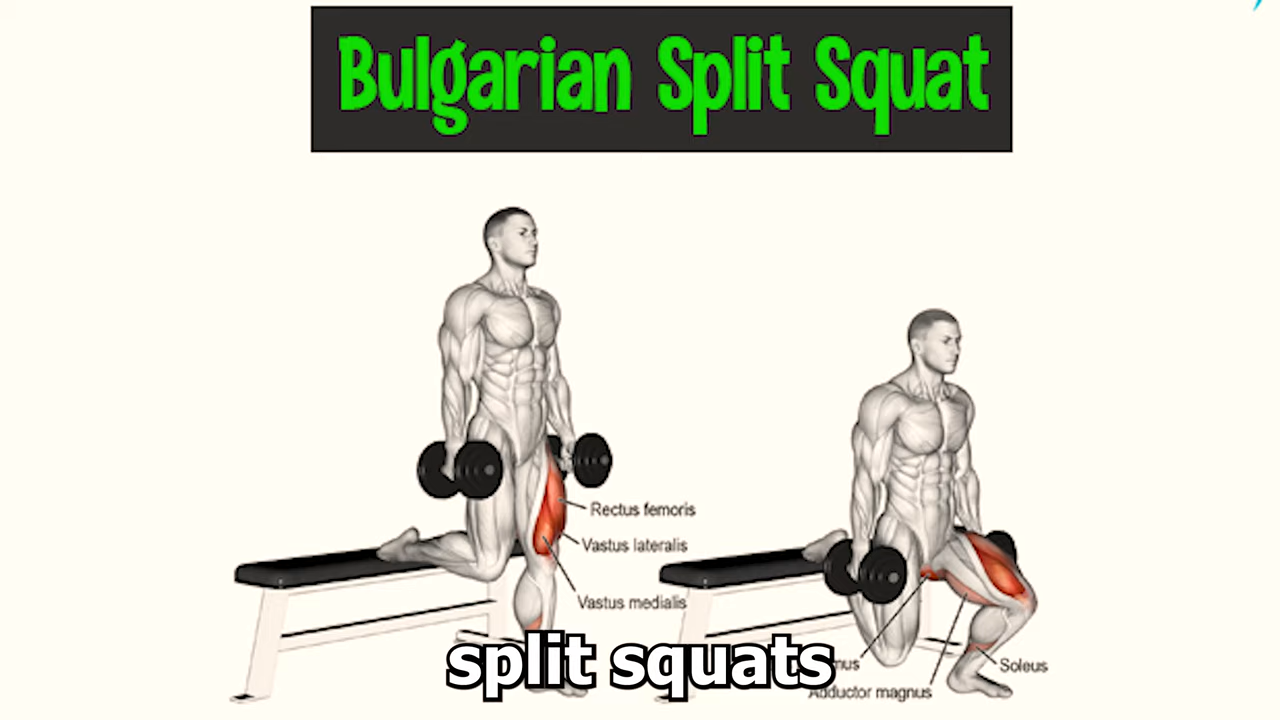 Bulgarian Split Squat
Rectus femoris
Vastus lateralis
Vastus medialis
split squats
Soleus
Adductor magnus